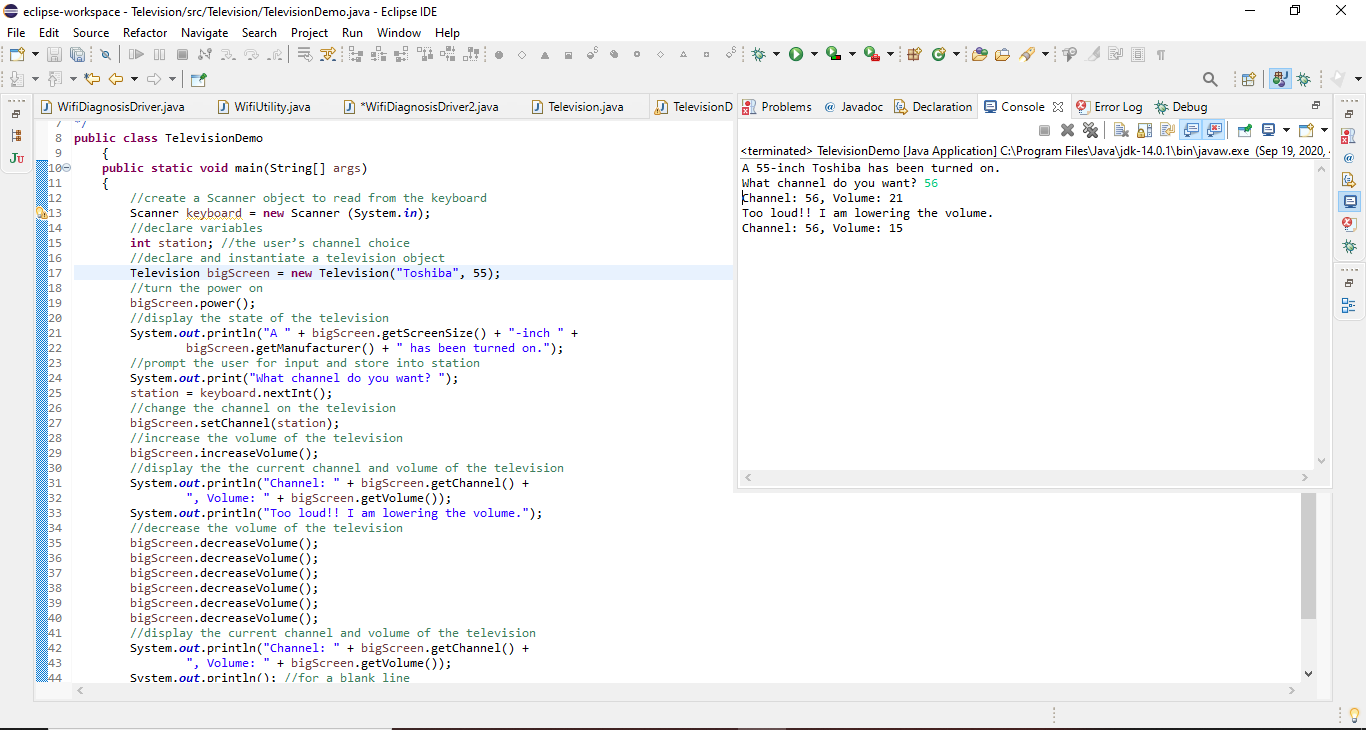 eclipse-workspace - Television/src/Television/TelevisionDemo.java - Eclipse IDE
File Edit Source Refactor Navigate Search Project Run Window Help
WifiDiagnosisDriver.java WifiUtility.java *WifiDiagnosisDriver2.java Television.java TelevisionD
7 */
8 public class TelevisionDemo
9 {
10 public static void main(String[] args)
11 {
12 //create a Scanner object to read from the keyboard
13 Scanner keyboard = new Scanner (System.in);
14 //declare variables
15 int station; //the user’s channel choice
16 //declare and instantiate a television object
17 Television bigScreen = new Television("Toshiba", 55);
18 //turn the power on
19 bigScreen.power();
20 //display the state of the television
21 System.out.println("A " + bigScreen.getScreenSize() + "-inch " +
22 bigScreen.getManufacturer() + " has been turned on.");
23 //prompt the user for input and store into station
24 System.out.print("What channel do you want? ");
25 station = keyboard.nextInt();
26 //change the channel on the television
27 bigScreen.setChannel(station);
28 //increase the volume of the television
29 bigScreen.increaseVolume();
30 //display the the current channel and volume of the television
31 System.out.println("Channel: " + bigScreen.getChannel() +
32 ", Volume: " + bigScreen.getVolume());
33 System.out.println("Too loud!! I am lowering the volume.");
34 //decrease the volume of the television
35 bigScreen.decreaseVolume();
36 bigScreen.decreaseVolume();
37 bigScreen.decreaseVolume();
38 bigScreen.decreaseVolume();
39 bigScreen.decreaseVolume();
40 bigScreen.decreaseVolume();
41 //display the current channel and volume of the television
42 System.out.println("Channel: " + bigScreen.getChannel() +
43 ", Volume: " + bigScreen.getVolume());
44 System.out.println(); //for a blank line
Problems Javadoc Declaration Console Error Log Debug
<terminated> TelevisionDemo [Java Application] C:\Program Files\Java\jdk-14.0.1\bin\javaw.exe (Sep 19, 2020,
A 55-inch Toshiba has been turned on.
What channel do you want? 56
Channel: 56, Volume: 21
Too loud!! I am lowering the volume.
Channel: 56, Volume: 15